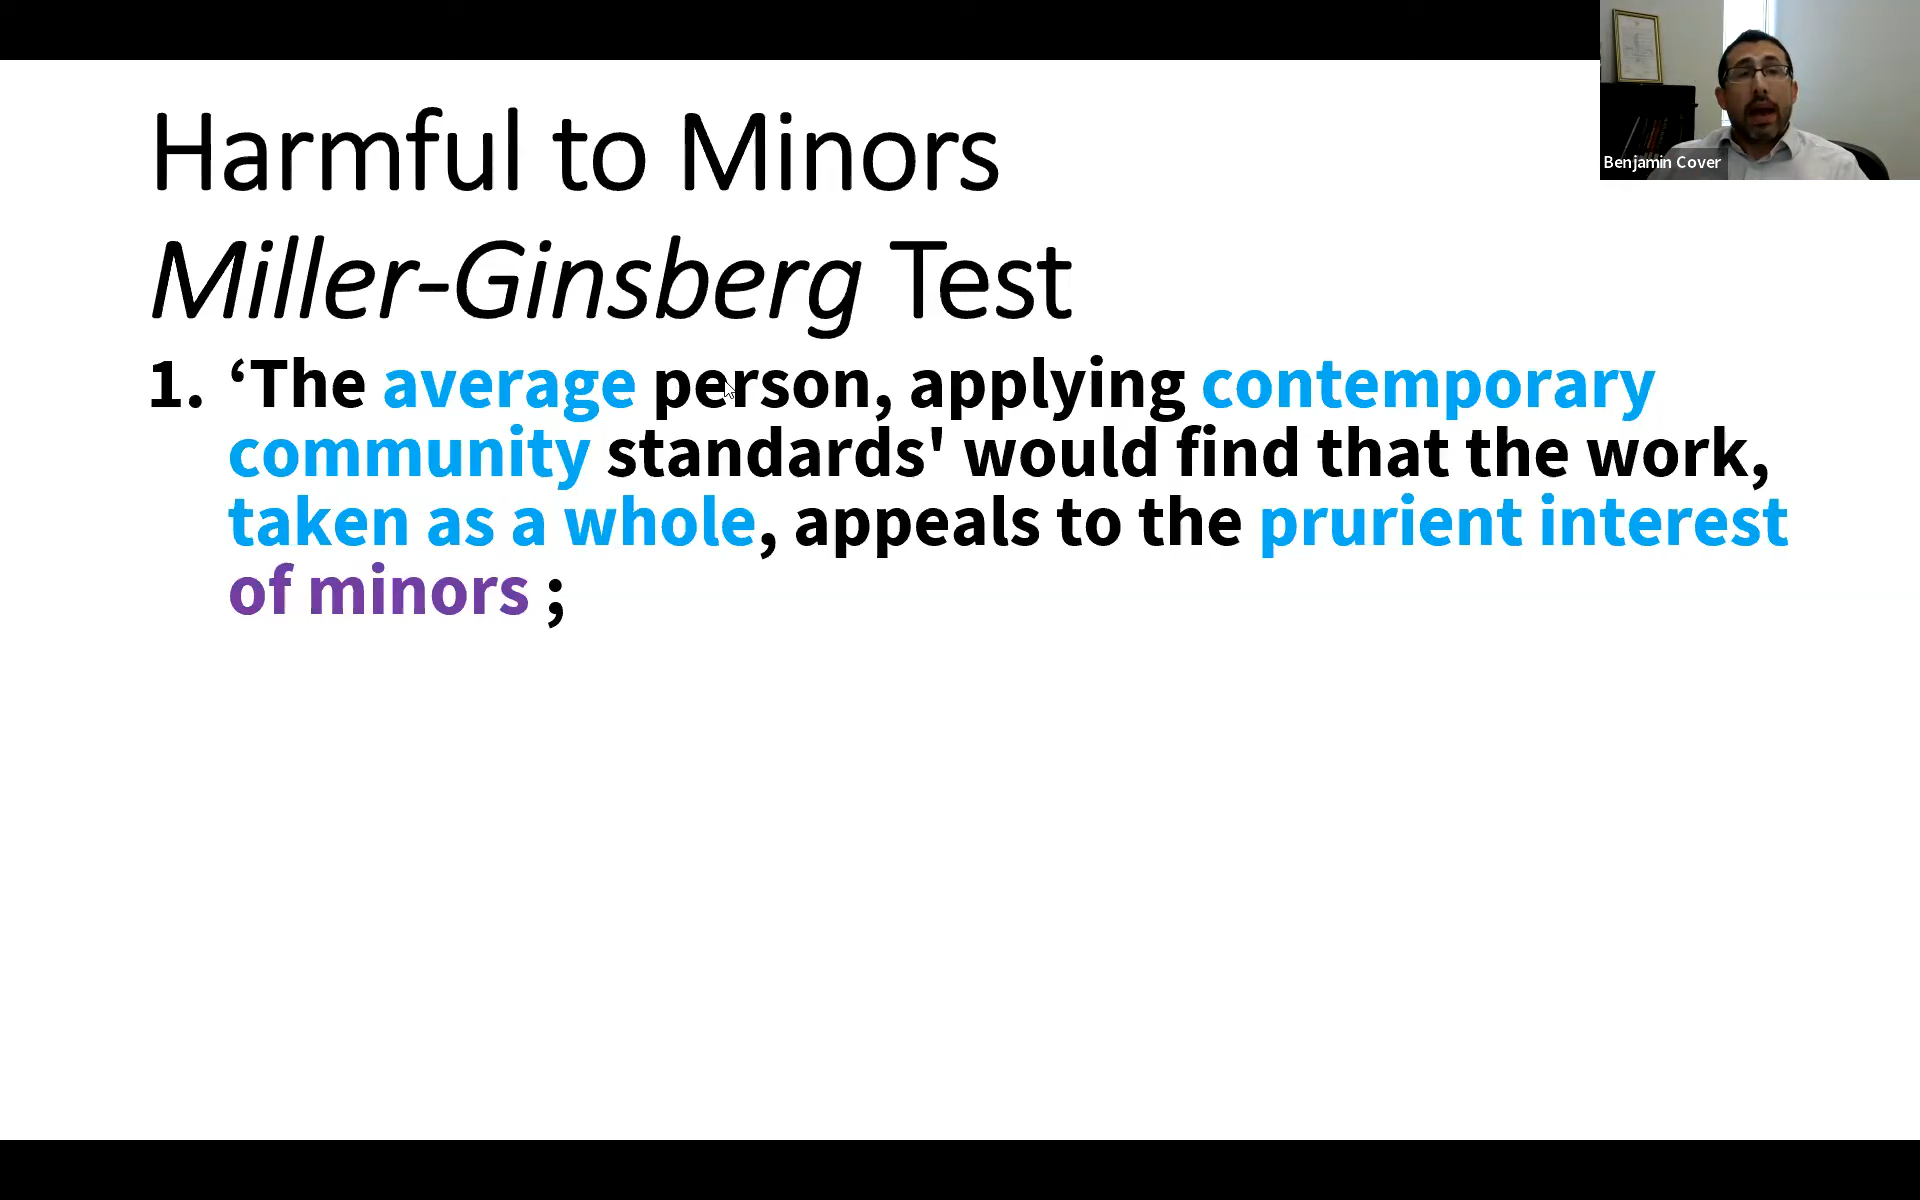 Benjamin Cover
Harmful to Minors
Miller-Ginsberg Test
1. ‘The average person, applying contemporary
community standards' would find that the work,
taken as a whole, appeals to the prurient interest
of minors ;